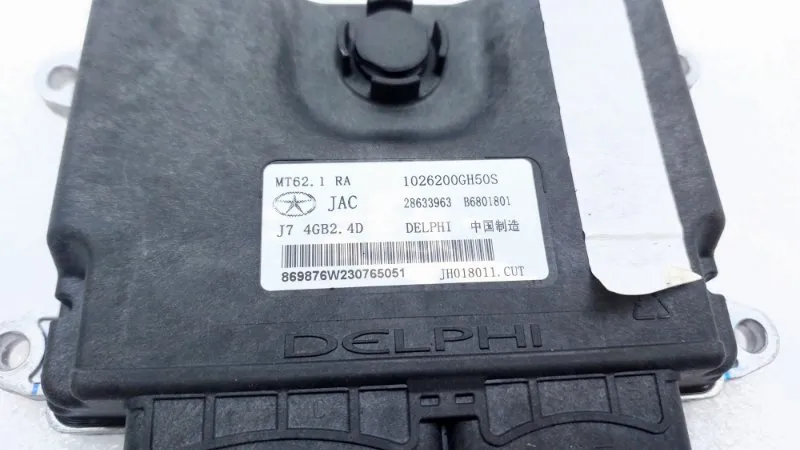 MT62.1 RA 1026200GH50S
JAC 28633963 B6801801
J7 4GB2.4D DELPHI 中国制造
869876W230765051 JH018011.CUT
DELPHI